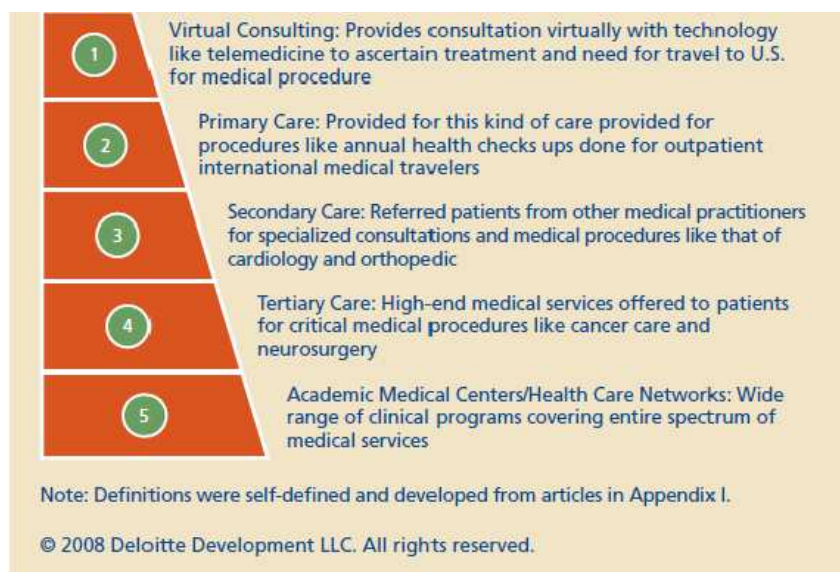 1
Virtual Consulting: Provides consultation virtually with technology
like telemedicine to ascertain treatment and need for travel to U.S.
for medical procedure
2
Primary Care: Provided for this kind of care provided for
procedures like annual health checks ups done for outpatient
international medical travelers
3
Secondary Care: Referred patients from other medical practitioners
for specialized consultations and medical procedures like that of
cardiology and orthopedic
4
Tertiary Care: High-end medical services offered to patients
for critical medical procedures like cancer care and
neurosurgery
5
Academic Medical Centers/Health Care Networks: Wide
range of clinical programs covering entire spectrum of
medical services
Note: Definitions were self-defined and developed from articles in Appendix I.
© 2008 Deloitte Development LLC. All rights reserved.